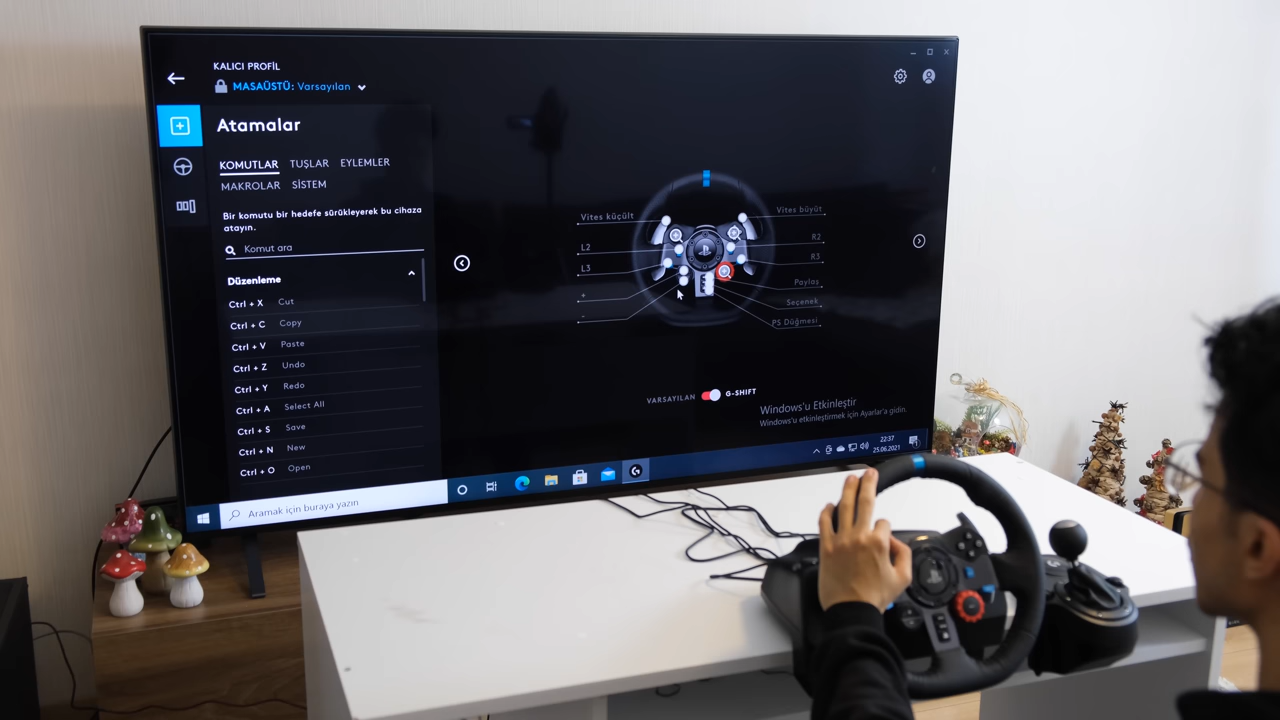 KALICI PROFİL
MASAÜSTÜ: Varsayılan
Atamalar
KOMUTLAR TUŞLAR EYLEMLER
MAKROLAR SİSTEM
Bir komutu bir hedefe sürükleyerek bu cihaza
atayın.
Komut ara
Düzenleme
Ctrl + X Cut
Ctrl + C Copy
Ctrl + V Paste
Ctrl + Z Undo
Ctrl + Y Redo
Ctrl + A Select All
Ctrl + S Save
Ctrl + N New
Ctrl + O Open
Vites küçült
L2
L3
+
-
Vites büyüt
R2
R3
Paylaş
Seçenek
PS Düğmesi
VARSAYILAN G-SHIFT
Windows'u Etkinleştir
Windows'u etkinleştirmek için Ayarlar'a gidin.
Aramak için buraya yazın
22:37
25.06.2021